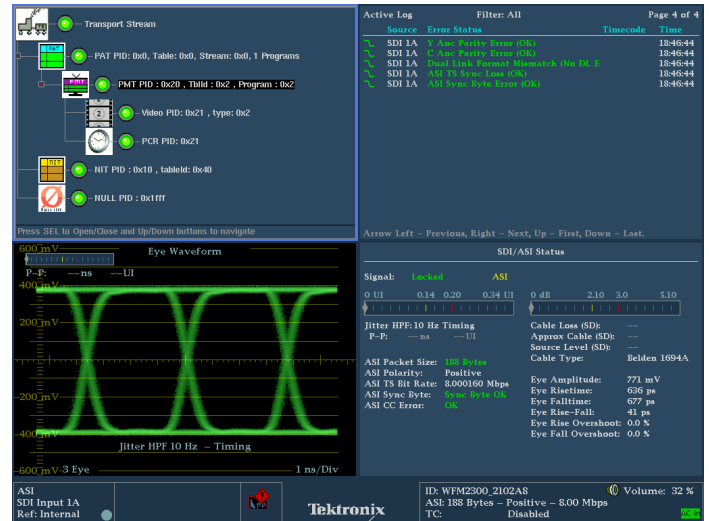 Transport Stream
PAT PID: 0x0, Table: 0x0, Stream: 0x0, 1 Programs
PMT PID : 0x20 , TblId : 0x2 , Program : 0x2
Video PID: 0x21 , type: 0x2
PCR PID: 0x21
NIT PID : 0x10 , tableId: 0x40
NULL PID : 0x1fff
Press SEL to Open/Close and Up/Down buttons to navigate
Active Log Filter: All Page 4 of 4
Source Error Status Timecode Time
SDI 1A Y Anc Parity Error (OK) 18:46:44
SDI 1A C Anc Parity Error (OK) 18:46:44
SDI 1A Dual Link Format Mismatch (No DL E 18:46:44
SDI 1A ASI TS Sync Loss (OK) 18:46:44
SDI 1A ASI Sync Byte Error (OK) 18:46:44
Arrow Left – Previous, Right – Next, Up – First, Down – Last.
600 mV Eye Waveform
P–P: ––ns ––UI
400 mV
200 mV
–200 mV
–400 mV
Jitter HPF 10 Hz – Timing
–600 mV–3 Eye 1 ns/Div
SDI/ASI Status
Signal: Locked ASI
0 UI 0.14 0.20 0.34 UI
0 dB 2.10 3.0 5.10
Jitter HPF: 10 Hz Timing
P–P: –– ns –– UI
ASI Packet Size: 188 Bytes
ASI Polarity: Positive
ASI TS Bit Rate: 8.000160 Mbps
ASI Sync Byte: Sync Byte OK
ASI CC Error: OK
Cable Loss (SD): ––
Approx Cable (SD): ––
Source Level (SD): ––
Cable Type: Belden 1694A
Eye Amplitude: 771 mV
Eye Risetime: 636 ps
Eye Falltime: 677 ps
Eye Rise–Fall: 41 ps
Eye Rise Overshoot: 0.0 %
Eye Fall Overshoot: 0.0 %
ASI
SDI Input 1A
Ref: Internal
Tektronix
ID: WFM2300_2102A8 Volume: 32 %
ASI: 188 Bytes – Positive – 8.00 Mbps
TC: Disabled
AC In